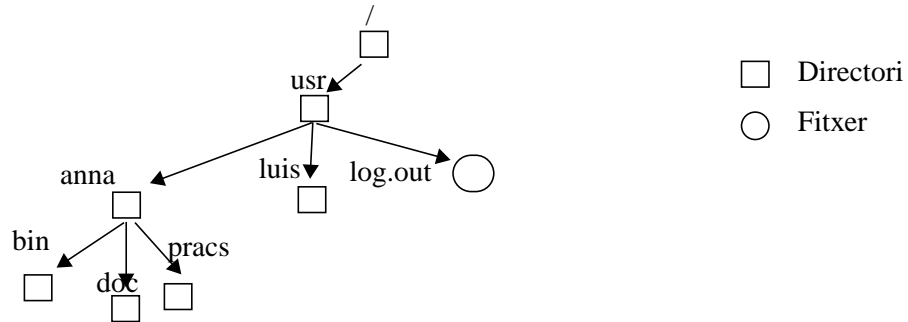 /
usr
Directori
Fitxer
anna
luis
log.out
bin
pracs
doc